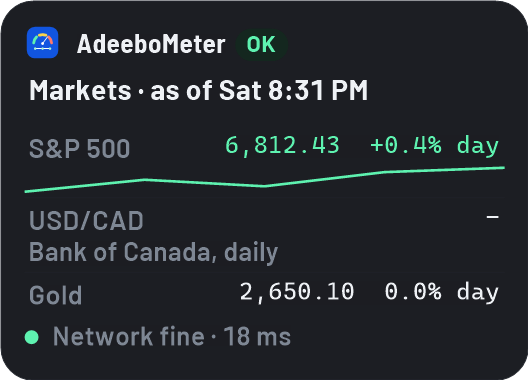 AdeeboMeter OK
Markets · as of Sat 8:31 PM
S&P 500 6,812.43 +0.4% day
USD/CAD –
Bank of Canada, daily
Gold 2,650.10 0.0% day
Network fine · 18 ms